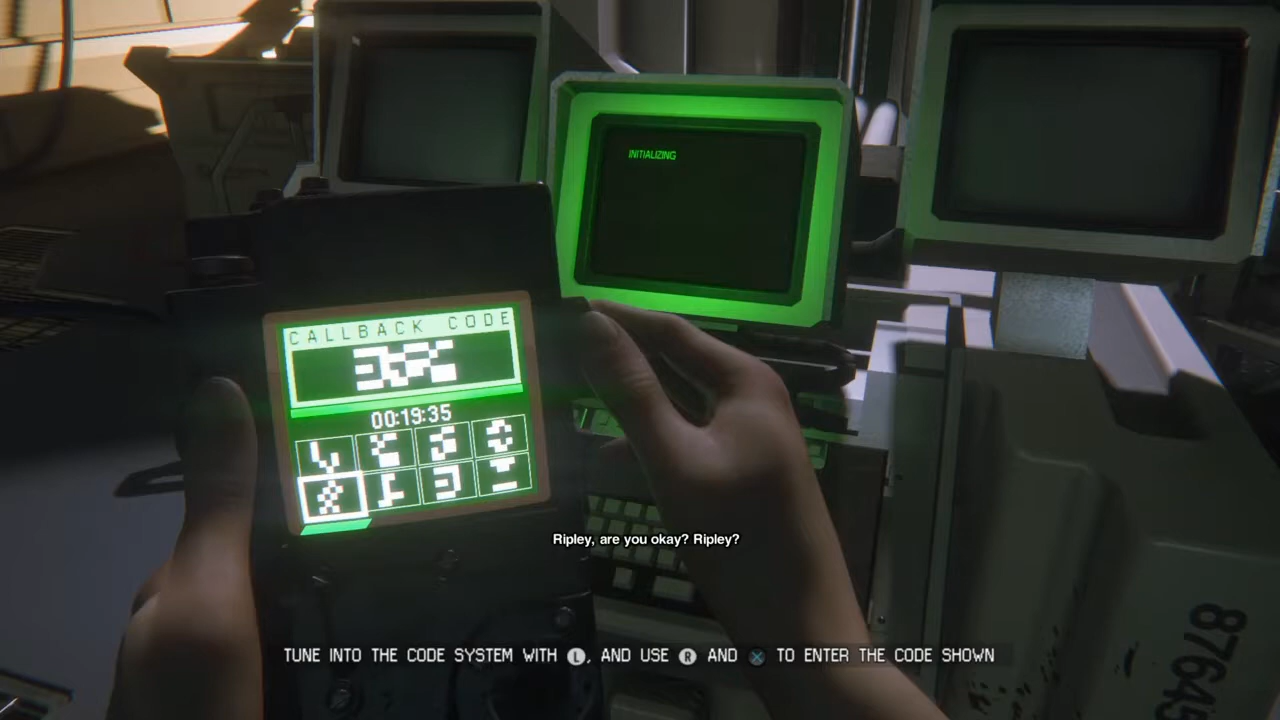 INITIALIZING
CALLBACK CODE
00:19:35
Ripley, are you okay? Ripley?
TUNE INTO THE CODE SYSTEM WITH L, AND USE R AND X TO ENTER THE CODE SHOWN